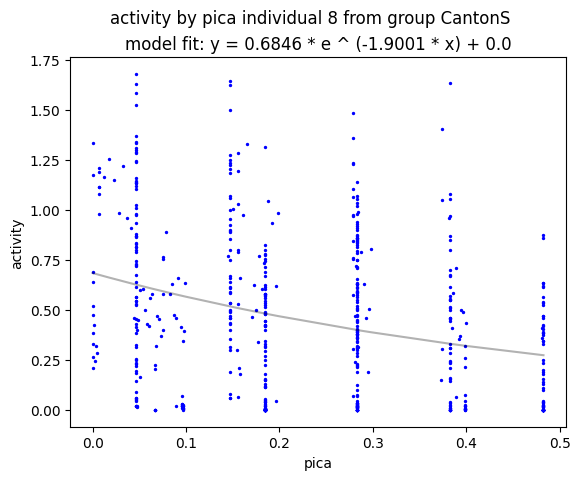 activity by pica individual 8 from group CantonS
model fit: y = 0.6846 * e ^ (-1.9001 * x) + 0.0
1.75
1.50
1.25
1.00
0.75
0.50
0.25
0.00
activity
0.0 0.1 0.2 0.3 0.4 0.5
pica